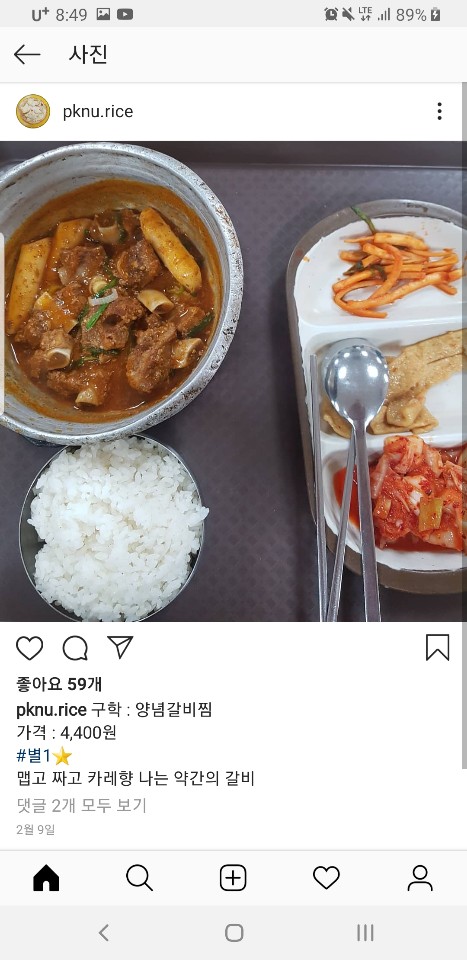 U+ 8:49 LTE 89%
사진
pknu.rice
좋아요 59개
pknu.rice 구학 : 양념갈비찜
가격 : 4,400원
#별1⭐
맵고 짜고 카레향 나는 약간의 갈비
댓글 2개 모두 보기
2월 9일